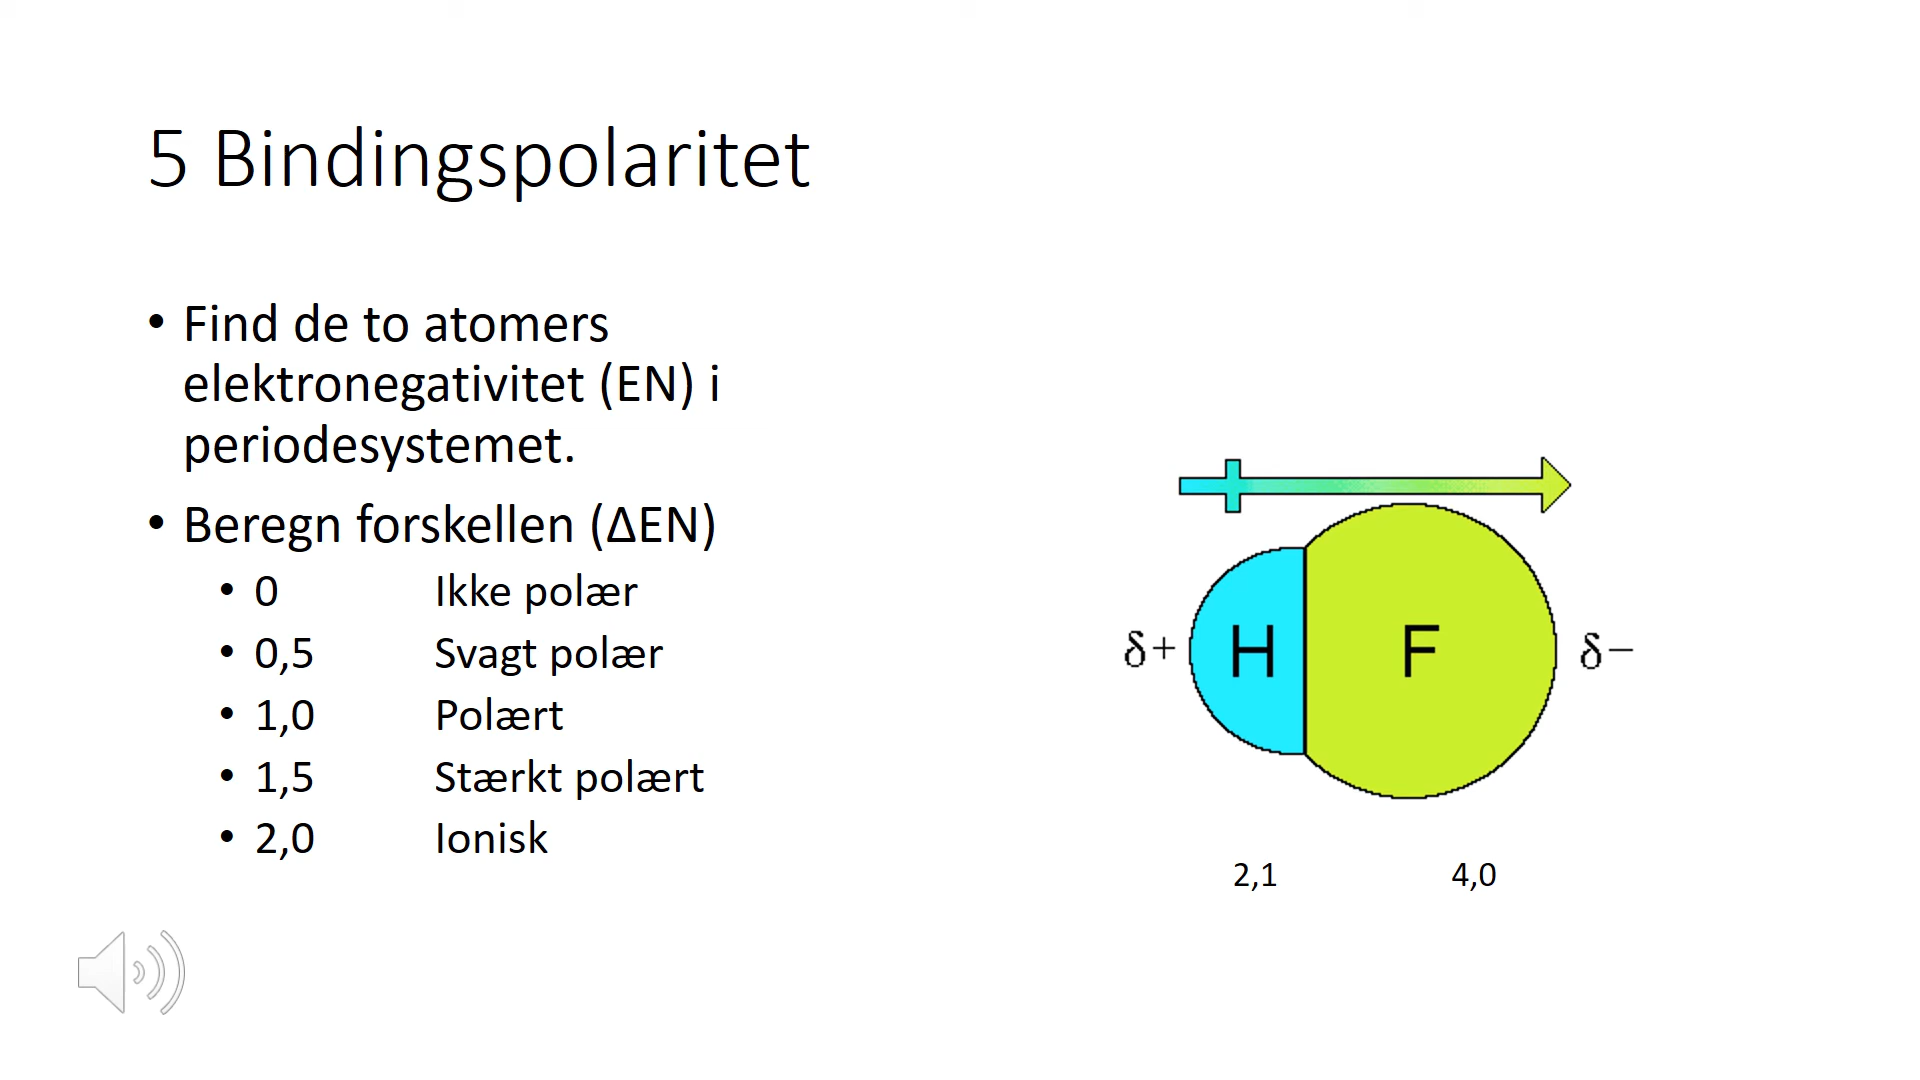 5 Bindingspolaritet
• Find de to atomers
elektronegativitet (EN) i
periodesystemet.
• Beregn forskellen (ΔEN)
• 0 Ikke polær
• 0,5 Svagt polær
• 1,0 Polært
• 1,5 Stærkt polært
• 2,0 Ionisk
δ+ H F δ−
2,1 4,0